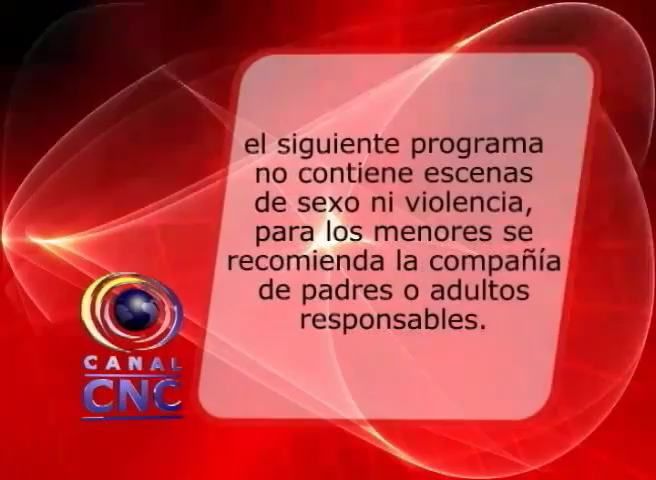 el siguiente programa
no contiene escenas
de sexo ni violencia,
para los menores se
recomienda la compañía
de padres o adultos
responsables.
CANAL
CNC